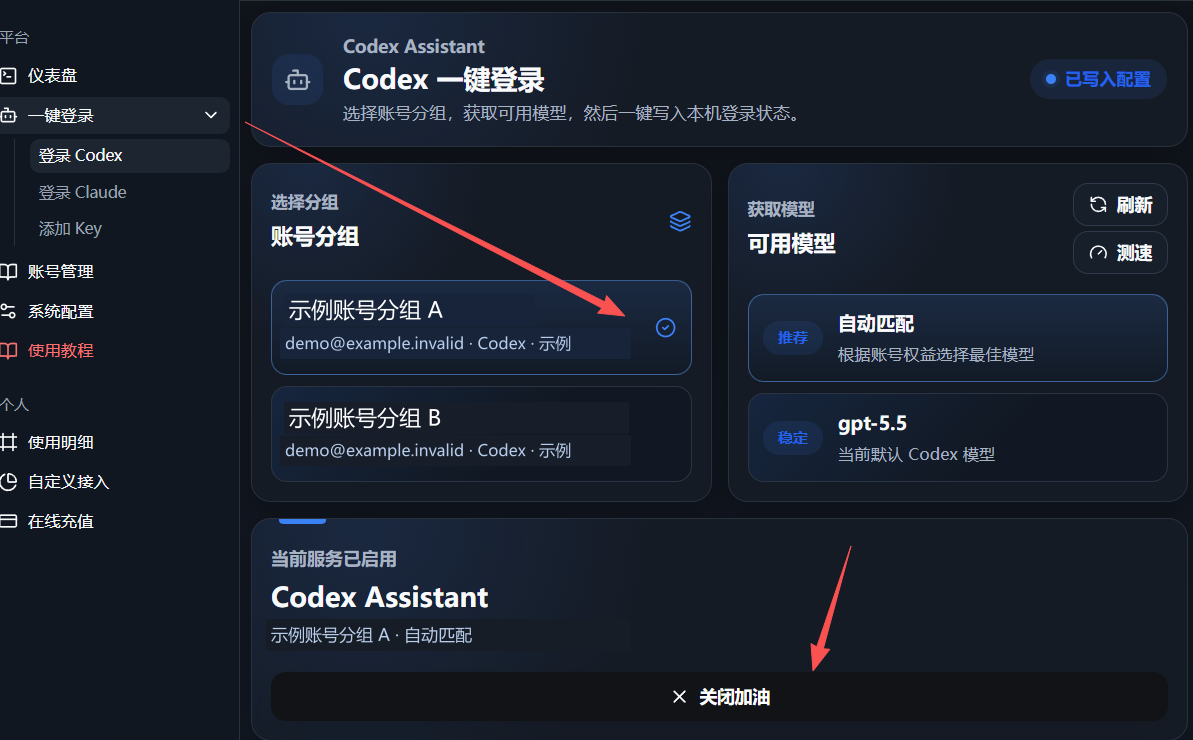 平台
仪表盘
一键登录
登录 Codex
登录 Claude
添加 Key
账号管理
系统配置
使用教程
个人
使用明细
自定义接入
在线充值
Codex Assistant
Codex 一键登录
选择账号分组，获取可用模型，然后一键写入本机登录状态。
已写入配置
选择分组
账号分组
示例账号分组 A
demo@example.invalid · Codex · 示例
示例账号分组 B
demo@example.invalid · Codex · 示例
获取模型
可用模型
刷新
测速
推荐
自动匹配
根据账号权益选择最佳模型
稳定
gpt-5.5
当前默认 Codex 模型
当前服务已启用
Codex Assistant
示例账号分组 A · 自动匹配
关闭加油